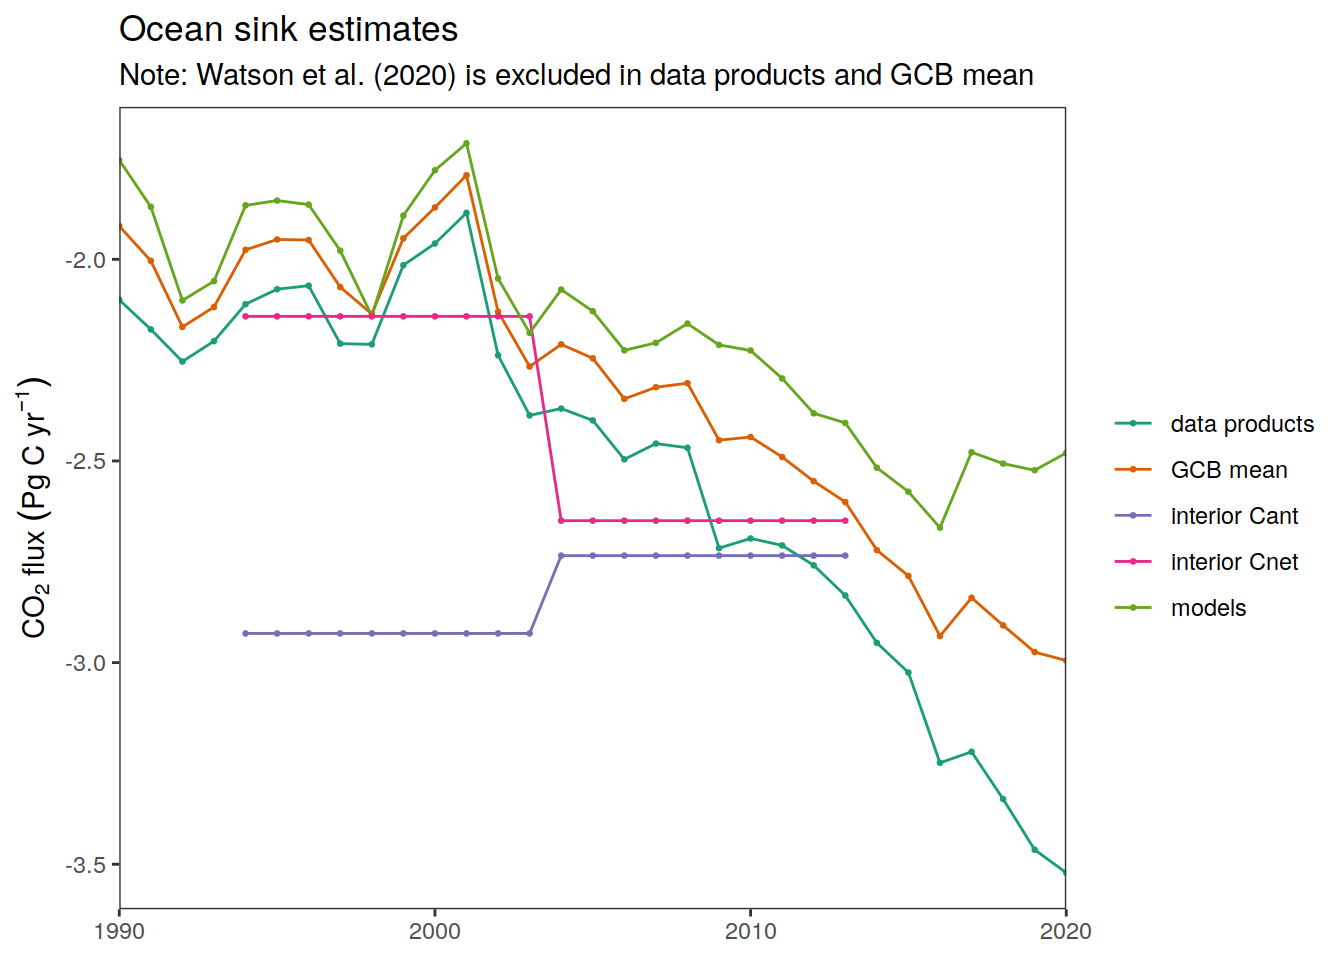 Ocean sink estimates
Note: Watson et al. (2020) is excluded in data products and GCB mean
CO₂ flux (Pg C yr⁻¹)
-2.0
-2.5
-3.0
-3.5
1990
2000
2010
2020
data products
GCB mean
interior Cant
interior Cnet
models